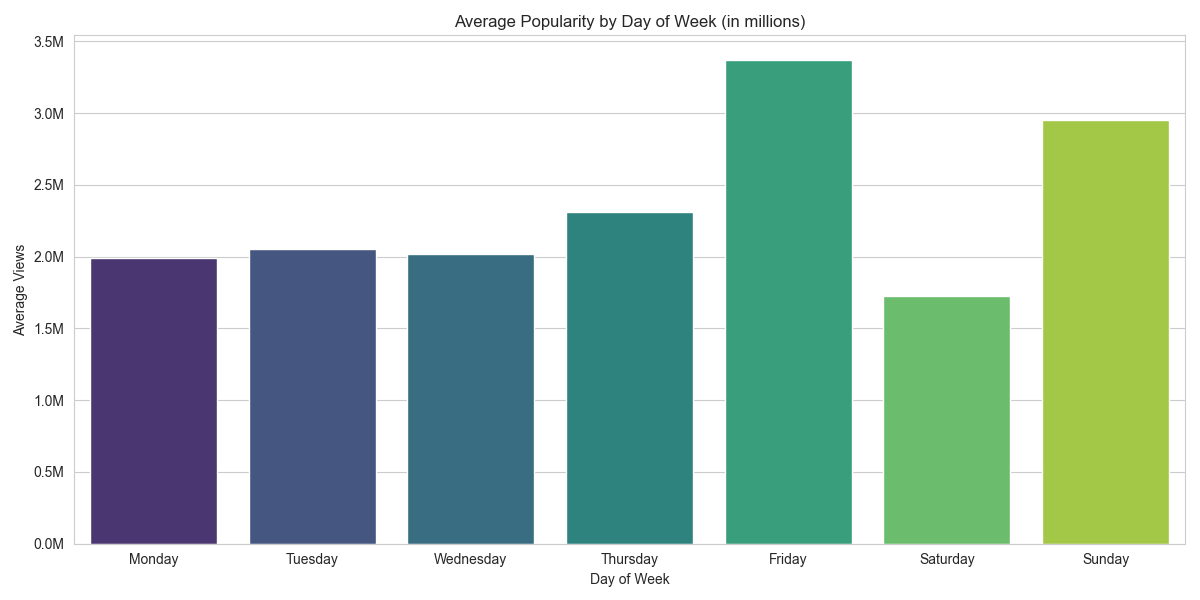 Average Popularity by Day of Week (in millions)
3.5M
3.0M
2.5M
2.0M
1.5M
1.0M
0.5M
0.0M
Average Views
Monday
Tuesday
Wednesday
Thursday
Friday
Saturday
Sunday
Day of Week